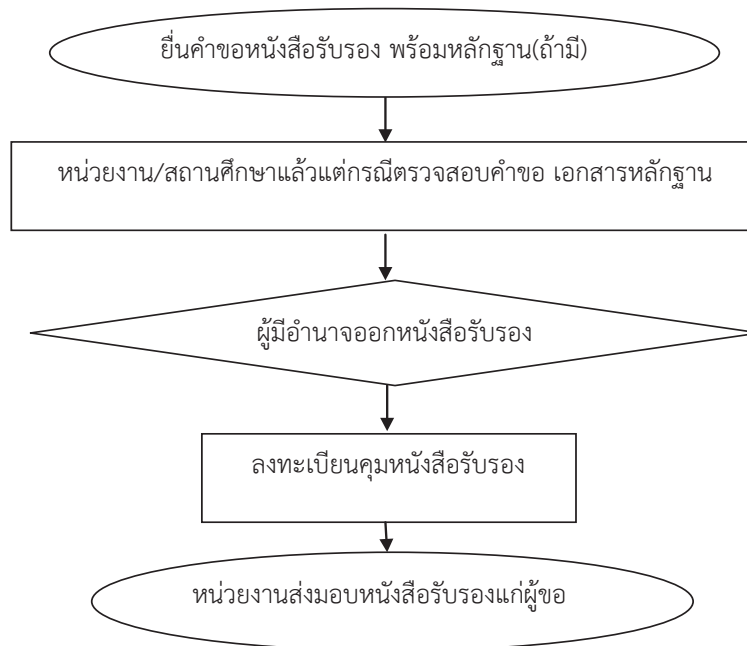 ยื่นคำขอหนังสือรับรอง พร้อมหลักฐาน(ถ้ามี)
หน่วยงาน/สถานศึกษาแล้วแต่กรณีตรวจสอบคำขอ เอกสารหลักฐาน
ผู้มีอำนาจออกหนังสือรับรอง
ลงทะเบียนคุมหนังสือรับรอง
หน่วยงานส่งมอบหนังสือรับรองแก่ผู้ขอ